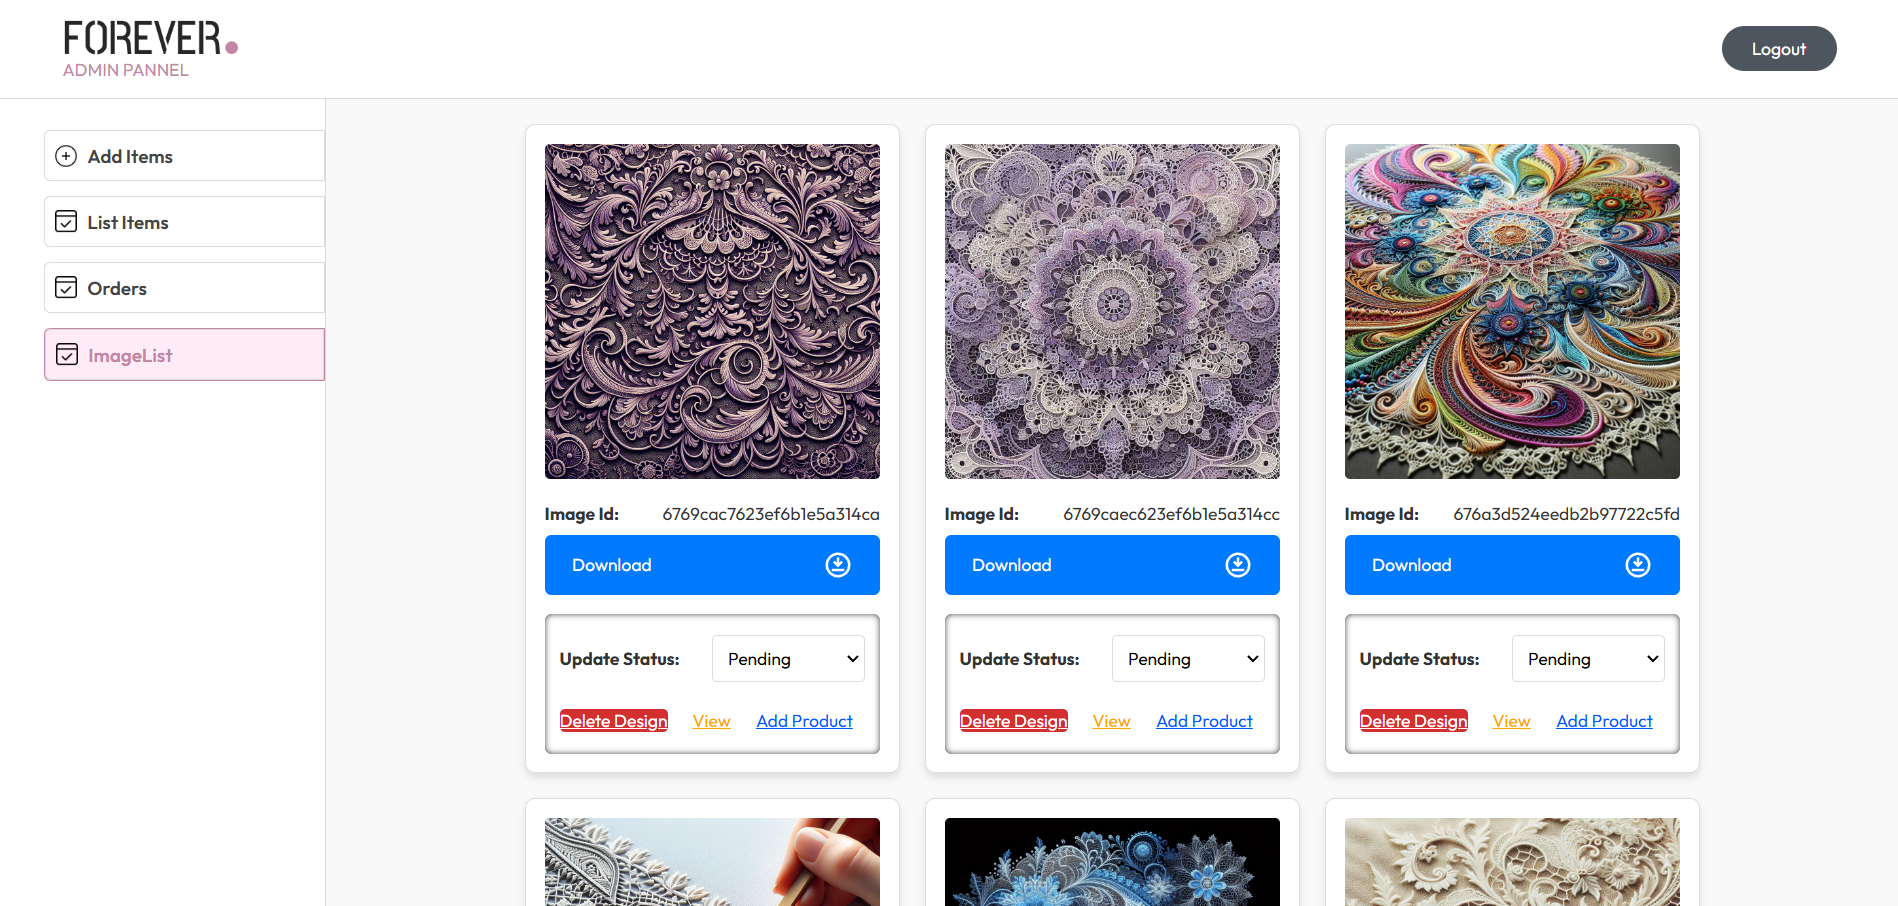 FOREVER.
ADMIN PANNEL
Logout
Add Items
List Items
Orders
ImageList
Image Id: 6769cac7623ef6b1e5a314ca
Download
Update Status: Pending
Delete Design View Add Product
Image Id: 6769caec623ef6b1e5a314cc
Download
Update Status: Pending
Delete Design View Add Product
Image Id: 676a3d524eedb2b97722c5fd
Download
Update Status: Pending
Delete Design View Add Product